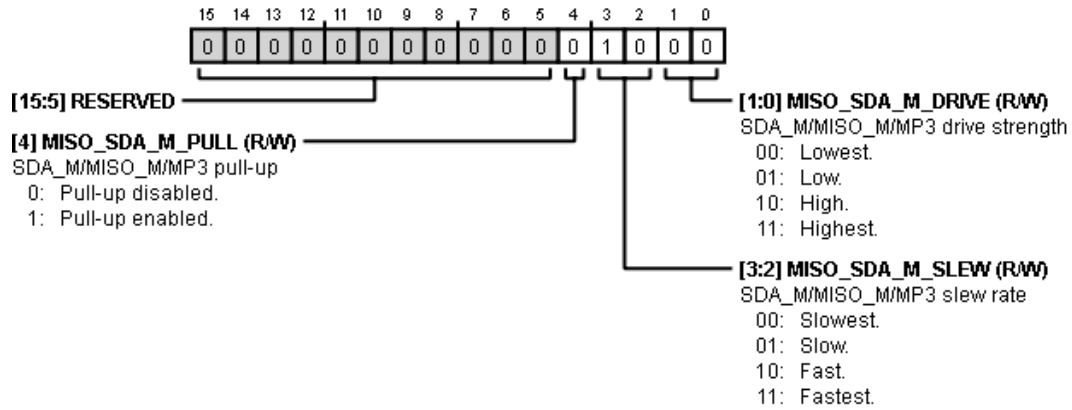 15 14 13 12 11 10 9 8 7 6 5 4 3 2 1 0
0 0 0 0 0 0 0 0 0 0 0 0 1 0 0 0
[15:5] RESERVED
[4] MISO_SDA_M_PULL (R/W)
SDA_M/MISO_M/MP3 pull-up
0: Pull-up disabled.
1: Pull-up enabled.
[1:0] MISO_SDA_M_DRIVE (R/W)
SDA_M/MISO_M/MP3 drive strength
00: Lowest.
01: Low.
10: High.
11: Highest.
[3:2] MISO_SDA_M_SLEW (R/W)
SDA_M/MISO_M/MP3 slew rate
00: Slowest.
01: Slow.
10: Fast.
11: Fastest.